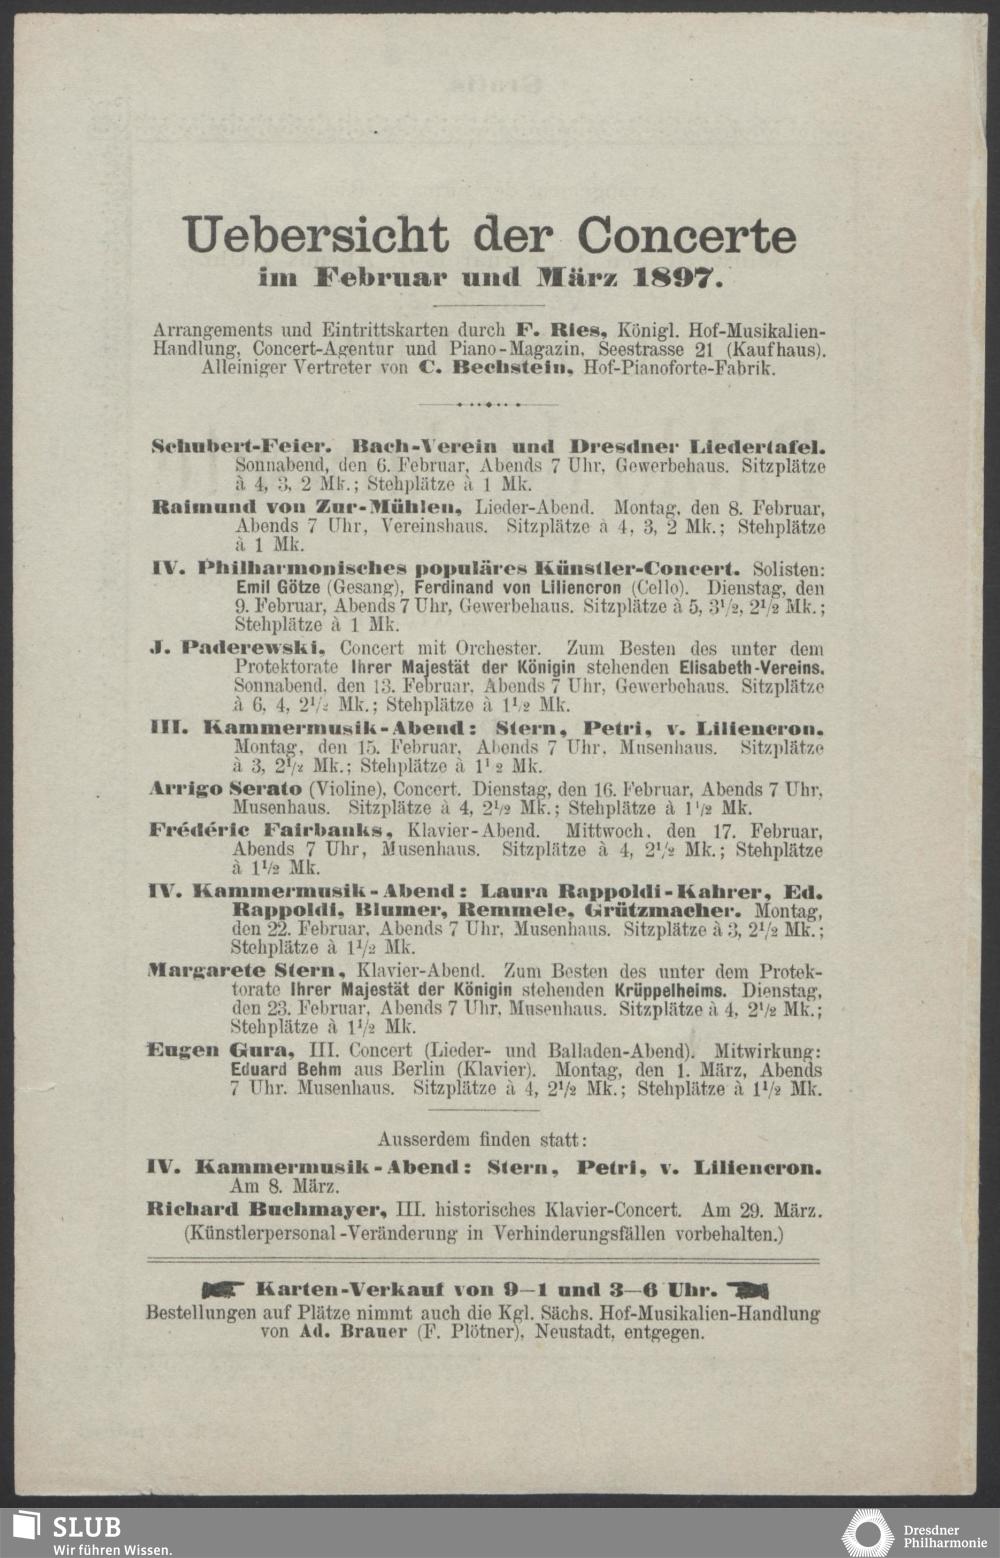 Uebersicht der Concerte
im Februar und März 1897.
Arrangements und Eintrittskarten durch F. Ries, Königl. Hof-Musikalien-
Handlung, Concert-Agentur und Piano-Magazin, Seestrasse 21 (Kaufhaus).
Alleiniger Vertreter von C. Bechstein, Hof-Pianoforte-Fabrik.
Schubert-Feier. Bach-Verein und Dresdner Liedertafel.
Sonnabend, den 6. Februar, Abends 7 Uhr, Gewerbehaus. Sitzplätze
à 4, 3, 2 Mk.; Stehplätze à 1 Mk.
Raimund von Zur-Mühlen, Lieder-Abend. Montag, den 8. Februar,
Abends 7 Uhr, Vereinshaus. Sitzplätze à 4, 3, 2 Mk.; Stehplätze
à 1 Mk.
IV. Philharmonisches populäres Künstler-Concert. Solisten:
Emil Götze (Gesang), Ferdinand von Liliencron (Cello). Dienstag, den
9. Februar, Abends 7 Uhr, Gewerbehaus. Sitzplätze à 5, 3½, 2½ Mk.;
Stehplätze à 1 Mk.
J. Paderewski, Concert mit Orchester. Zum Besten des unter dem
Protektorate Ihrer Majestät der Königin stehenden Elisabeth-Vereins.
Sonnabend, den 13. Februar, Abends 7 Uhr, Gewerbehaus. Sitzplätze
à 6, 4, 2½ Mk.; Stehplätze à 1½ Mk.
III. Kammermusik-Abend: Stern, Petri, v. Liliencron.
Montag, den 15. Februar, Abends 7 Uhr, Musenhaus. Sitzplätze
à 3, 2½ Mk.; Stehplätze à 1½ Mk.
Arrigo Serato (Violine), Concert. Dienstag, den 16. Februar, Abends 7 Uhr,
Musenhaus. Sitzplätze à 4, 2½ Mk.; Stehplätze à 1½ Mk.
Frédéric Fairbanks, Klavier-Abend. Mittwoch, den 17. Februar,
Abends 7 Uhr, Musenhaus. Sitzplätze à 4, 2½ Mk.; Stehplätze
à 1½ Mk.
IV. Kammermusik-Abend: Laura Rappoldi-Kahrer, Ed.
Rappoldi, Blumer, Remmele, Grützmacher. Montag,
den 22. Februar, Abends 7 Uhr, Musenhaus. Sitzplätze à 3, 2½ Mk.;
Stehplätze à 1½ Mk.
Margarete Stern, Klavier-Abend. Zum Besten des unter dem Protek-
torate Ihrer Majestät der Königin stehenden Krüppelheims. Dienstag,
den 23. Februar, Abends 7 Uhr, Musenhaus. Sitzplätze à 4, 2½ Mk.;
Stehplätze à 1½ Mk.
Eugen Gura, III. Concert (Lieder- und Balladen-Abend). Mitwirkung:
Eduard Behm aus Berlin (Klavier). Montag, den 1. März, Abends
7 Uhr. Musenhaus. Sitzplätze à 4, 2½ Mk.; Stehplätze à 1½ Mk.
Ausserdem finden statt:
IV. Kammermusik-Abend: Stern, Petri, v. Liliencron.
Am 8. März.
Richard Buchmayer, III. historisches Klavier-Concert. Am 29. März.
(Künstlerpersonal-Veränderung in Verhinderungsfällen vorbehalten.)
Karten-Verkauf von 9—1 und 3—6 Uhr.
Bestellungen auf Plätze nimmt auch die Kgl. Sächs. Hof-Musikalien-Handlung
von Ad. Brauer (F. Plötner), Neustadt, entgegen.
SLUB
Wir führen Wissen.
Dresdner
Philharmonie